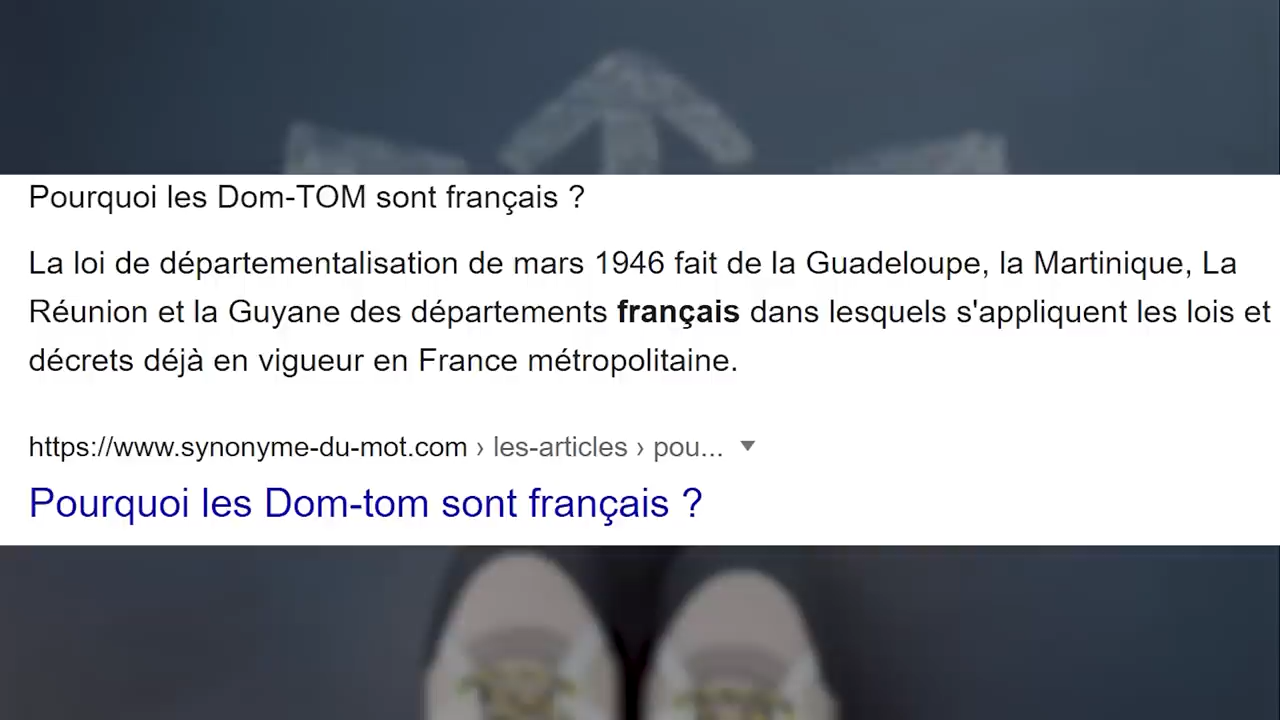 Pourquoi les Dom-TOM sont français ?
La loi de départementalisation de mars 1946 fait de la Guadeloupe, la Martinique, La
Réunion et la Guyane des départements français dans lesquels s'appliquent les lois et
décrets déjà en vigueur en France métropolitaine.
https://www.synonyme-du-mot.com › les-articles › pou...
Pourquoi les Dom-tom sont français ?